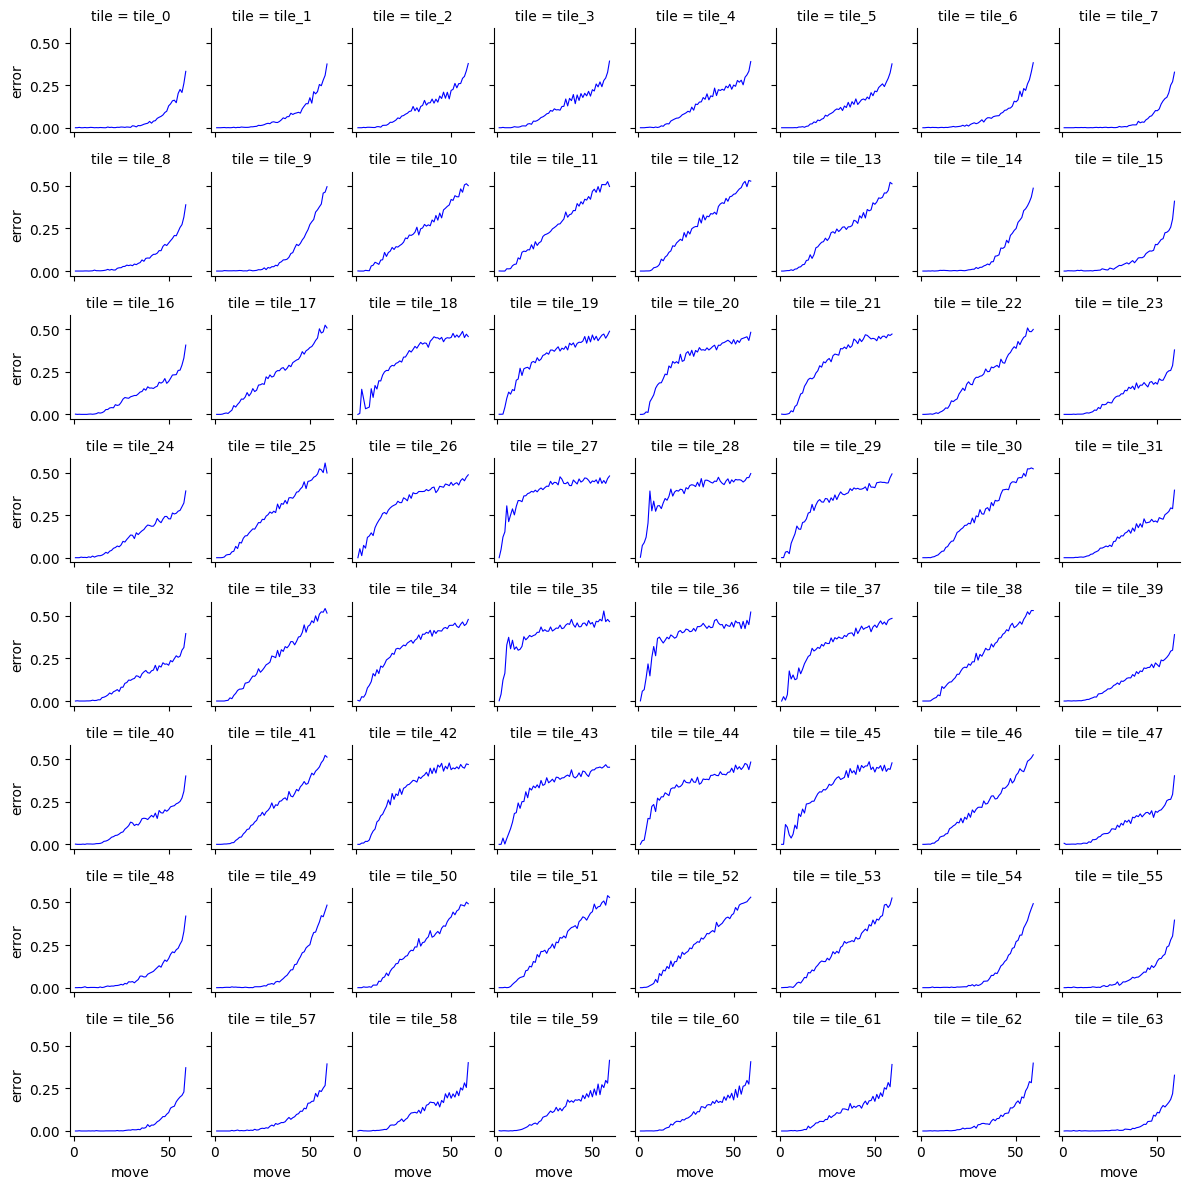 tile = tile_0 tile = tile_1 tile = tile_2 tile = tile_3 tile = tile_4 tile = tile_5 tile = tile_6 tile = tile_7
0.50
0.25
0.00
error
tile = tile_8 tile = tile_9 tile = tile_10 tile = tile_11 tile = tile_12 tile = tile_13 tile = tile_14 tile = tile_15
0.50
0.25
0.00
error
tile = tile_16 tile = tile_17 tile = tile_18 tile = tile_19 tile = tile_20 tile = tile_21 tile = tile_22 tile = tile_23
0.50
0.25
0.00
error
tile = tile_24 tile = tile_25 tile = tile_26 tile = tile_27 tile = tile_28 tile = tile_29 tile = tile_30 tile = tile_31
0.50
0.25
0.00
error
tile = tile_32 tile = tile_33 tile = tile_34 tile = tile_35 tile = tile_36 tile = tile_37 tile = tile_38 tile = tile_39
0.50
0.25
0.00
error
tile = tile_40 tile = tile_41 tile = tile_42 tile = tile_43 tile = tile_44 tile = tile_45 tile = tile_46 tile = tile_47
0.50
0.25
0.00
error
tile = tile_48 tile = tile_49 tile = tile_50 tile = tile_51 tile = tile_52 tile = tile_53 tile = tile_54 tile = tile_55
0.50
0.25
0.00
error
tile = tile_56 tile = tile_57 tile = tile_58 tile = tile_59 tile = tile_60 tile = tile_61 tile = tile_62 tile = tile_63
0.50
0.25
0.00
error
0 50 0 50 0 50 0 50 0 50 0 50 0 50 0 50
move move move move move move move move